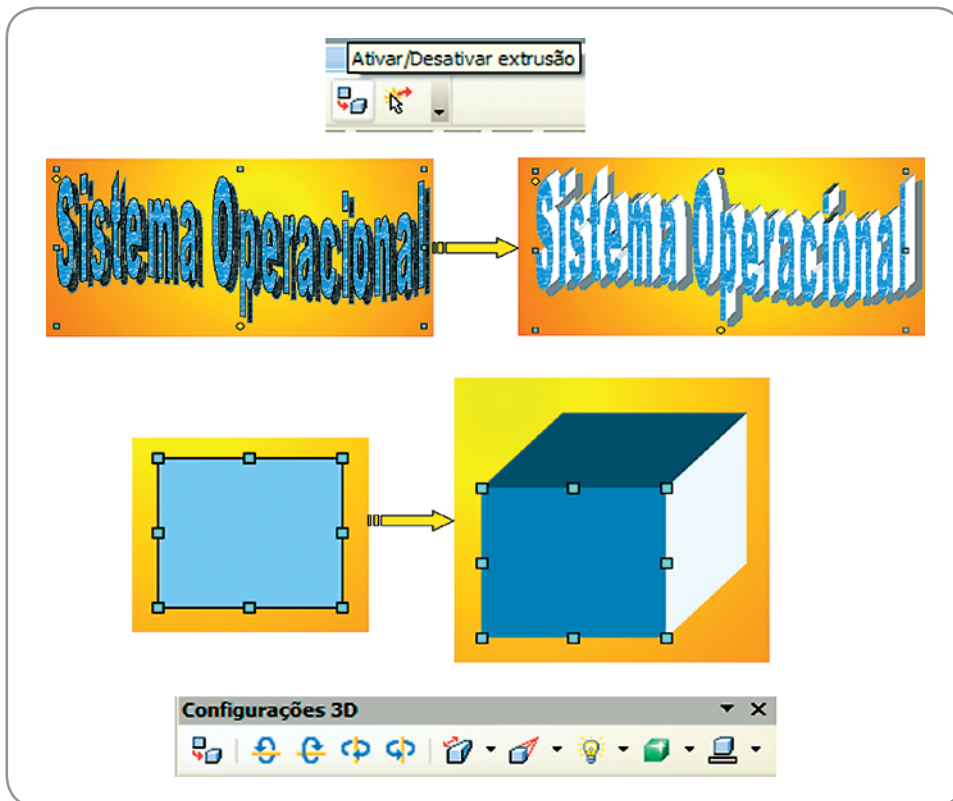 Ativar/Desativar extrusão
Sistema Operacional
Sistema Operacional
Configurações 3D